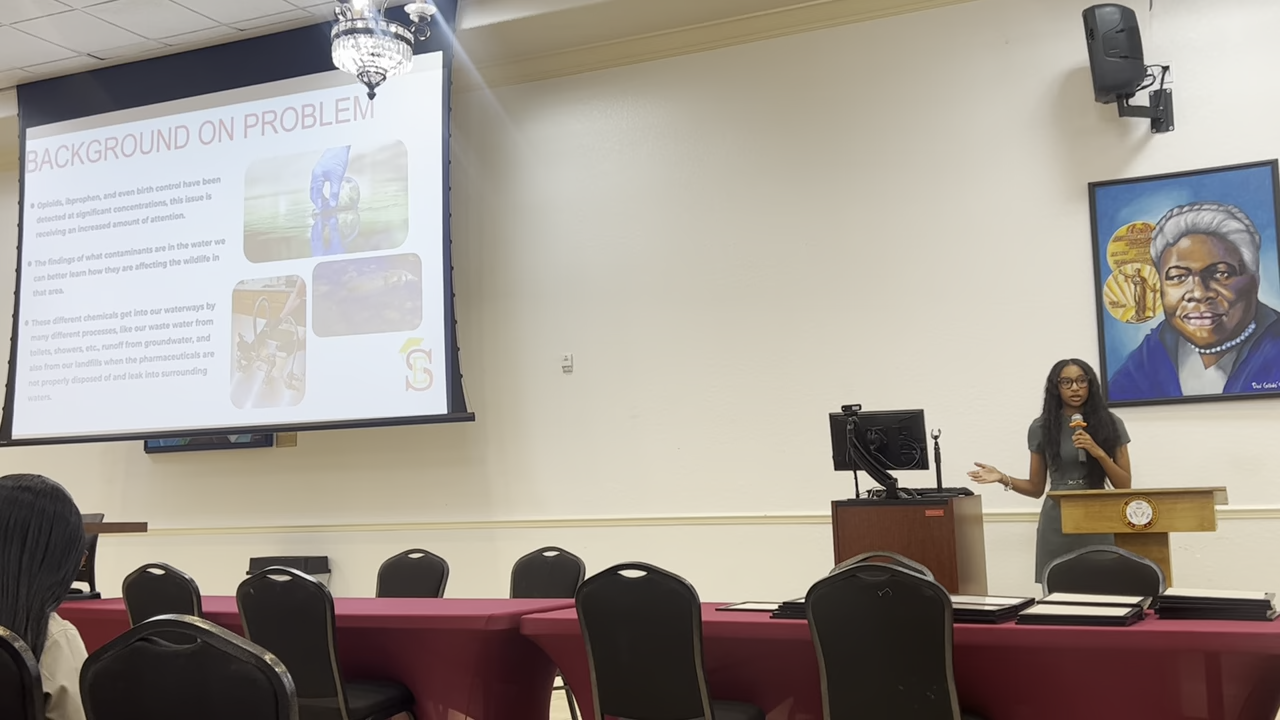 BACKGROUND ON PROBLEM
Opioids, ibprophen, and even birth control have been
detected at significant concentrations, this issue is
receiving an increased amount of attention.
The findings of what contaminants are in the water we
can better learn how they are affecting the wildlife in
that area.
These different chemicals get into our waterways by
many different processes, like our waste water from
toilets, showers, etc., runoff from groundwater, and
also from our landfills when the pharmaceuticals are
not properly disposed of and leak into surrounding
waters.
S